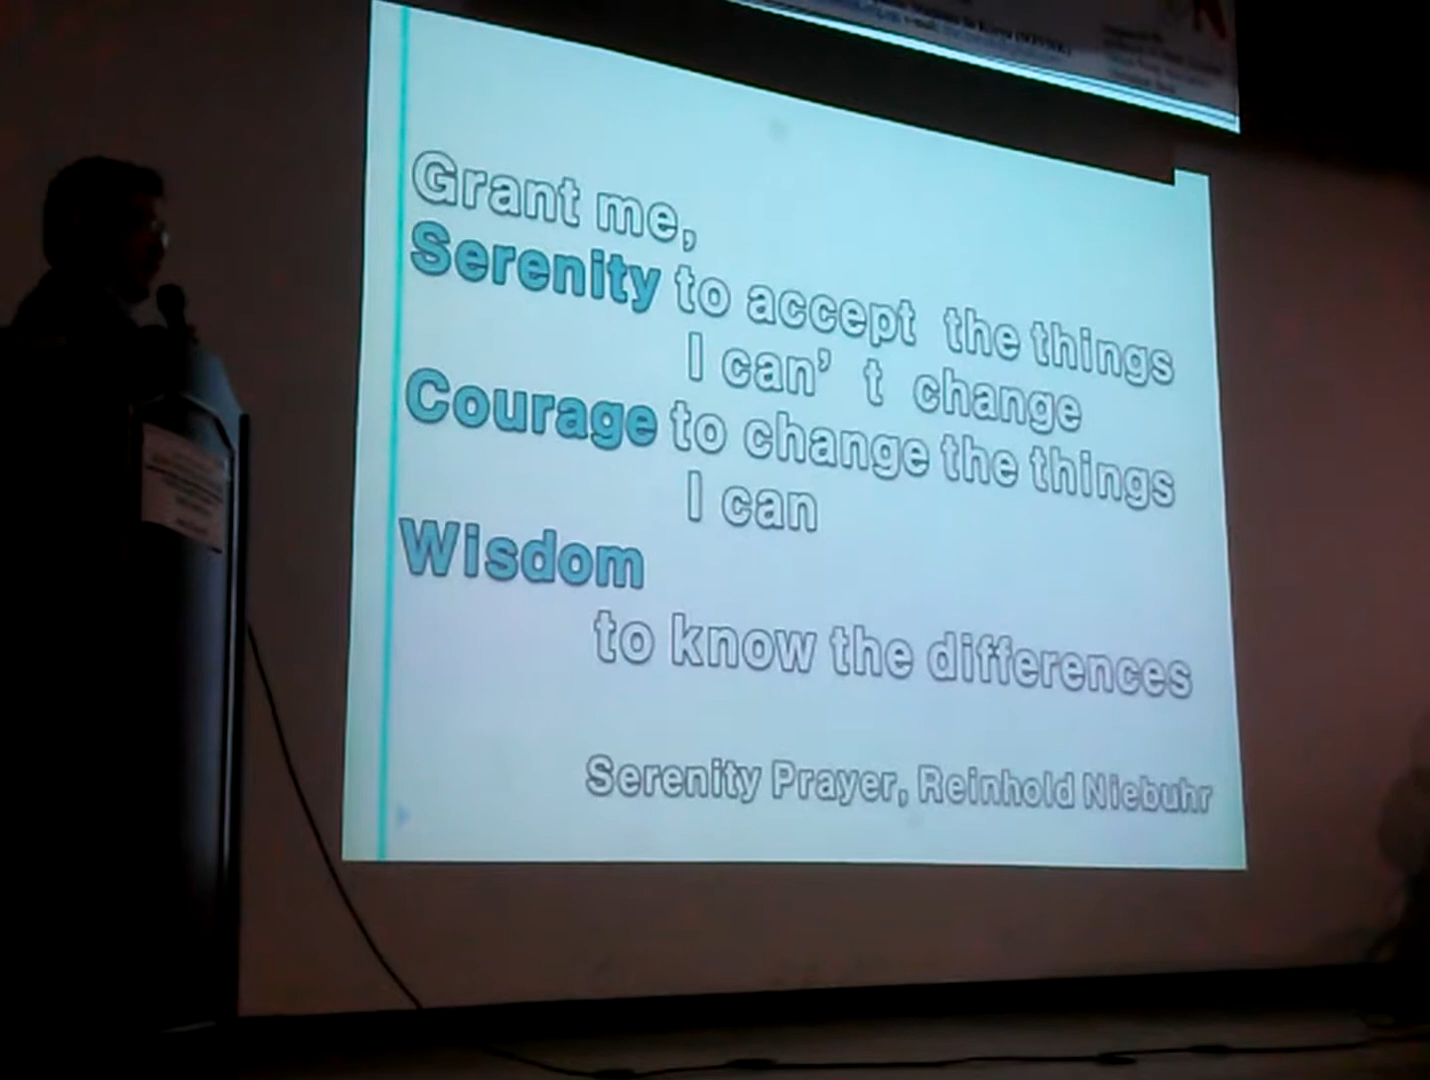 Grant me,
Serenity to accept the things
I can’ t change
Courage to change the things
I can
Wisdom
to know the differences
Serenity Prayer, Reinhold Niebuhr